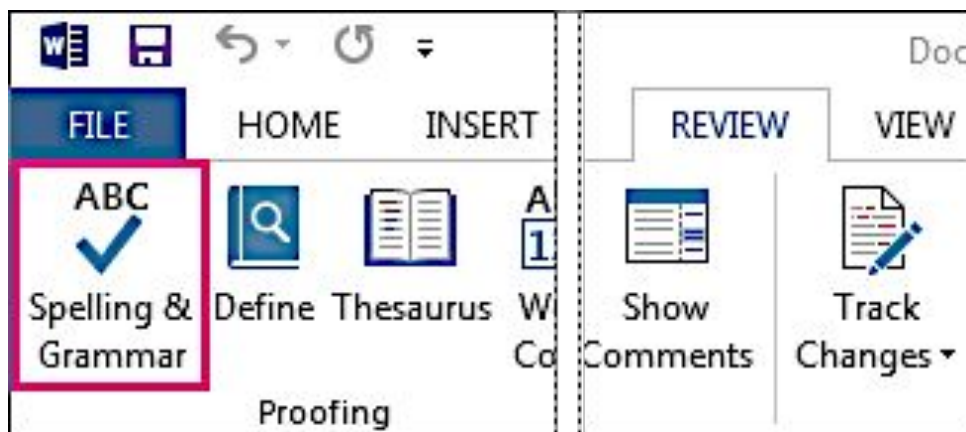 Doc
FILE HOME INSERT REVIEW VIEW
ABC
Spelling &
Grammar
Define
Thesaurus
Show
Comments
Track
Changes
Proofing